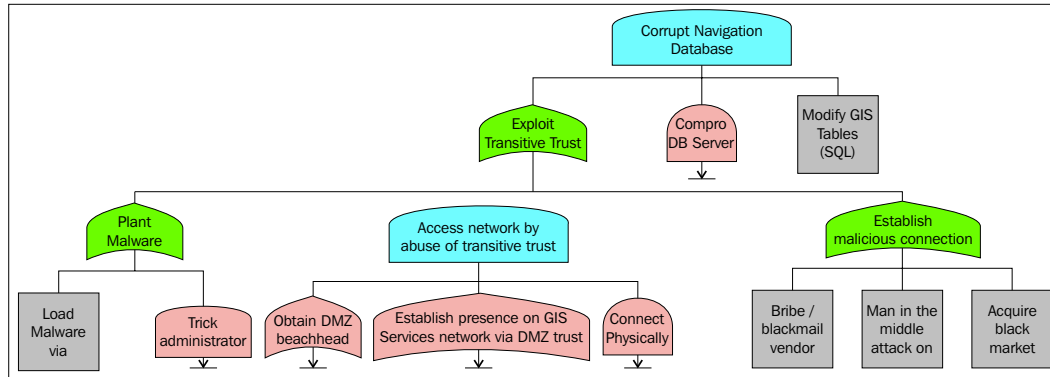 Corrupt Navigation
Database
Exploit
Transitive Trust
Compro
DB Server
Modify GIS
Tables
(SQL)
Plant
Malware
Access network by
abuse of transitive trust
Establish
malicious connection
Load
Malware
via
Trick
administrator
Obtain DMZ
beachhead
Establish presence on GIS
Services network via DMZ trust
Connect
Physically
Bribe /
blackmail
vendor
Man in the
middle
attack on
Acquire
black
market